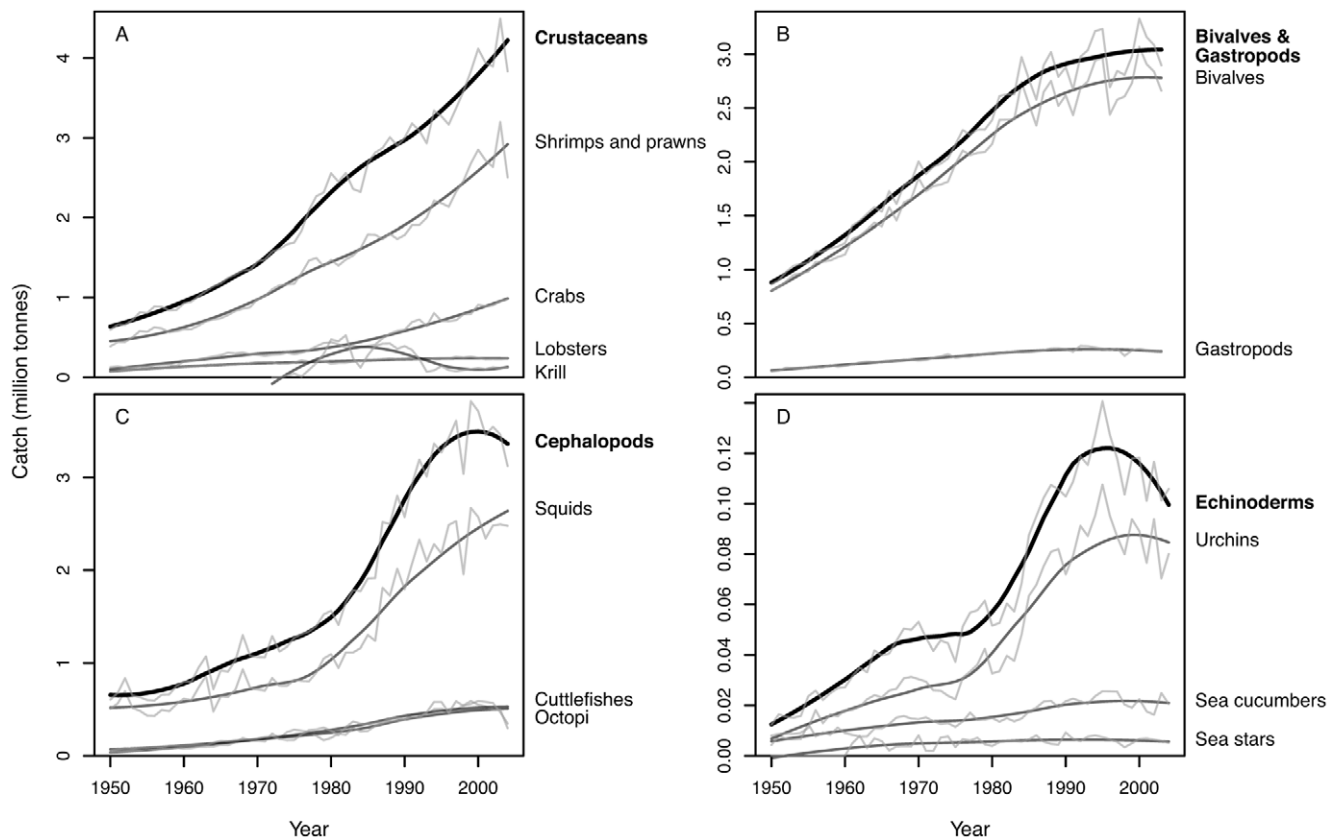 A
Crustaceans
Shrimps and prawns
Crabs
Lobsters
Krill
4
3
2
1
0
B
Bivalves &
Gastropods
Bivalves
Gastropods
3.0
2.5
2.0
1.5
1.0
0.5
0.0
Catch (million tonnes)
C
Cephalopods
Squids
Cuttlefishes
Octopi
3
2
1
0
1950 1960 1970 1980 1990 2000
Year
D
Echinoderms
Urchins
Sea cucumbers
Sea stars
0.12
0.10
0.08
0.06
0.04
0.02
0.00
1950 1960 1970 1980 1990 2000
Year